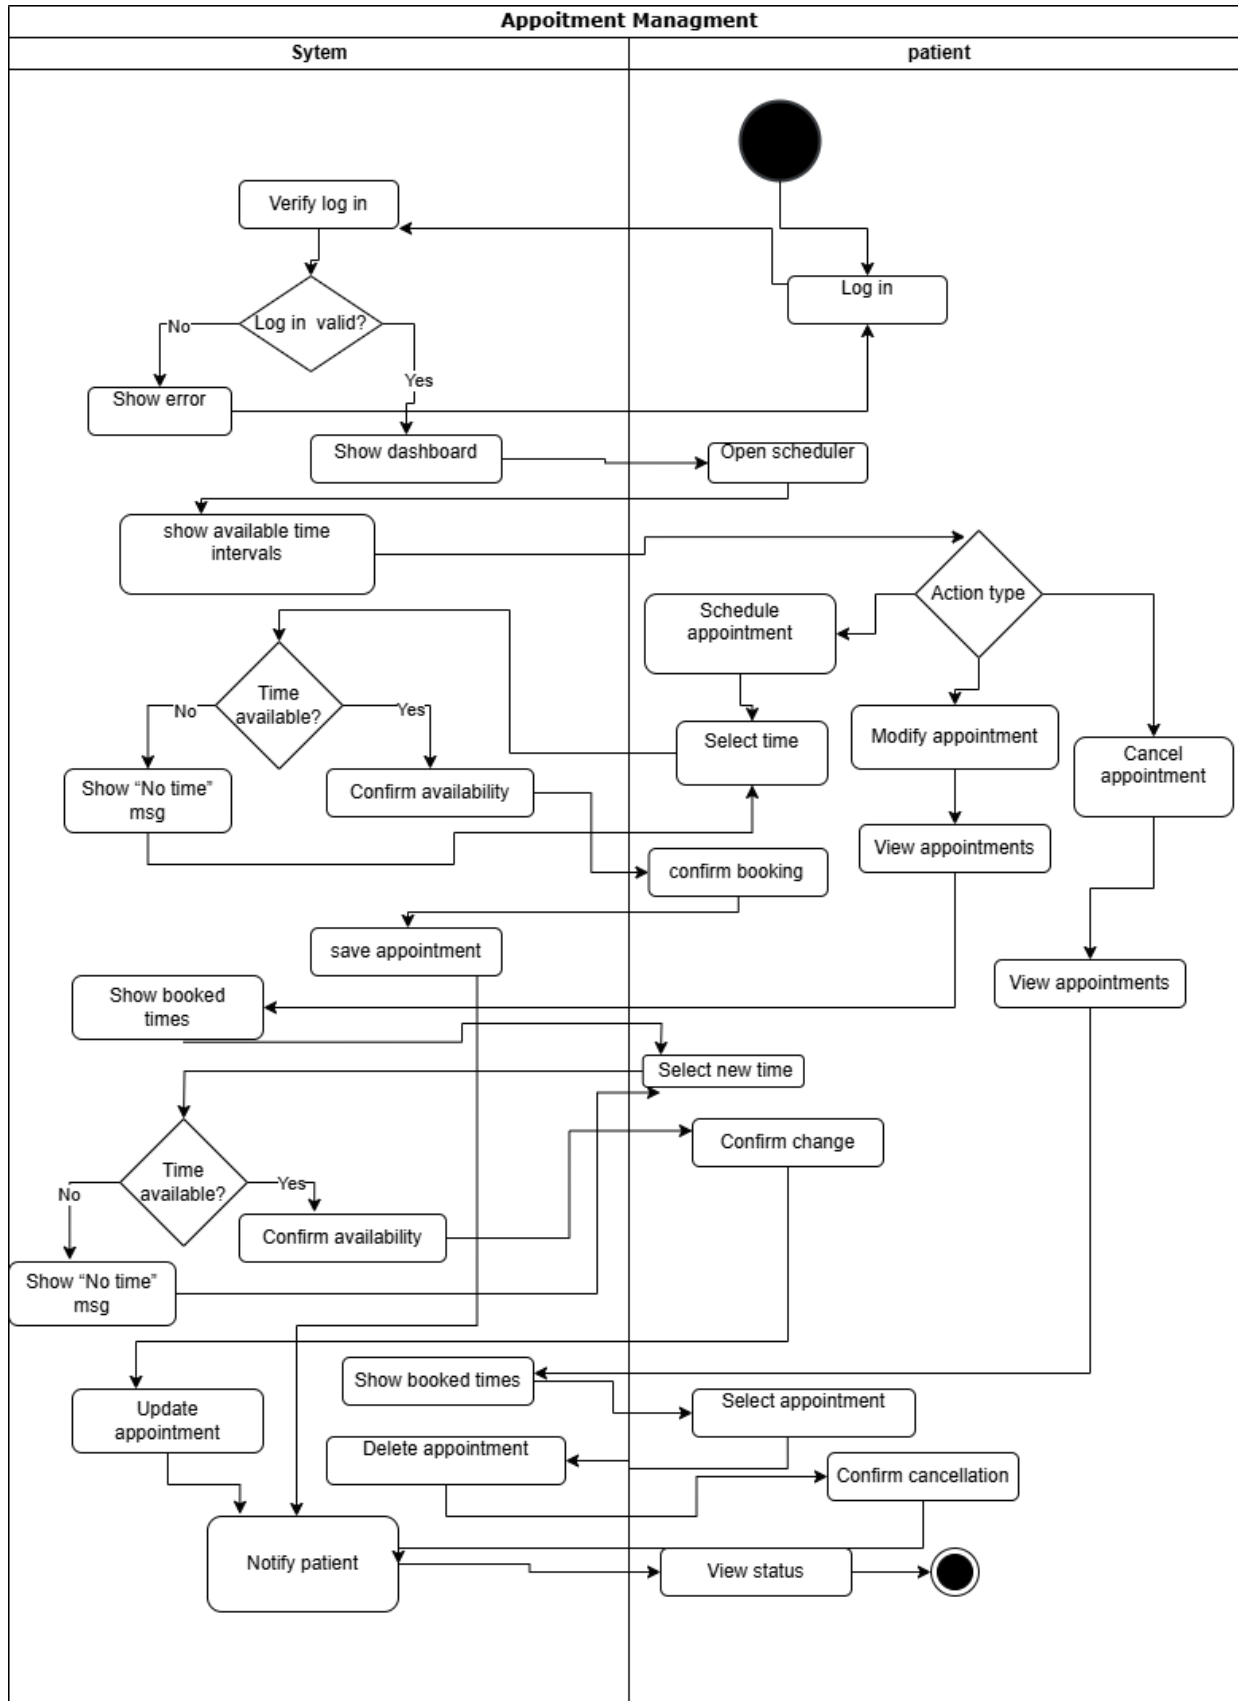 Appoitment Managment
Sytem
patient
Verify log in
Log in
Log in  valid?
No
Yes
Show error
Show dashboard
Open scheduler
show available time
intervals
Action type
Schedule
appointment
Time
available?
No
Yes
Select time
Modify appointment
Cancel
appointment
Show “No time”
msg
Confirm availability
View appointments
confirm booking
save appointment
View appointments
Show booked
times
Select new time
Confirm change
Time
available?
No
Yes
Confirm availability
Show “No time”
msg
Show booked times
Select appointment
Update
appointment
Delete appointment
Confirm cancellation
Notify patient
View status